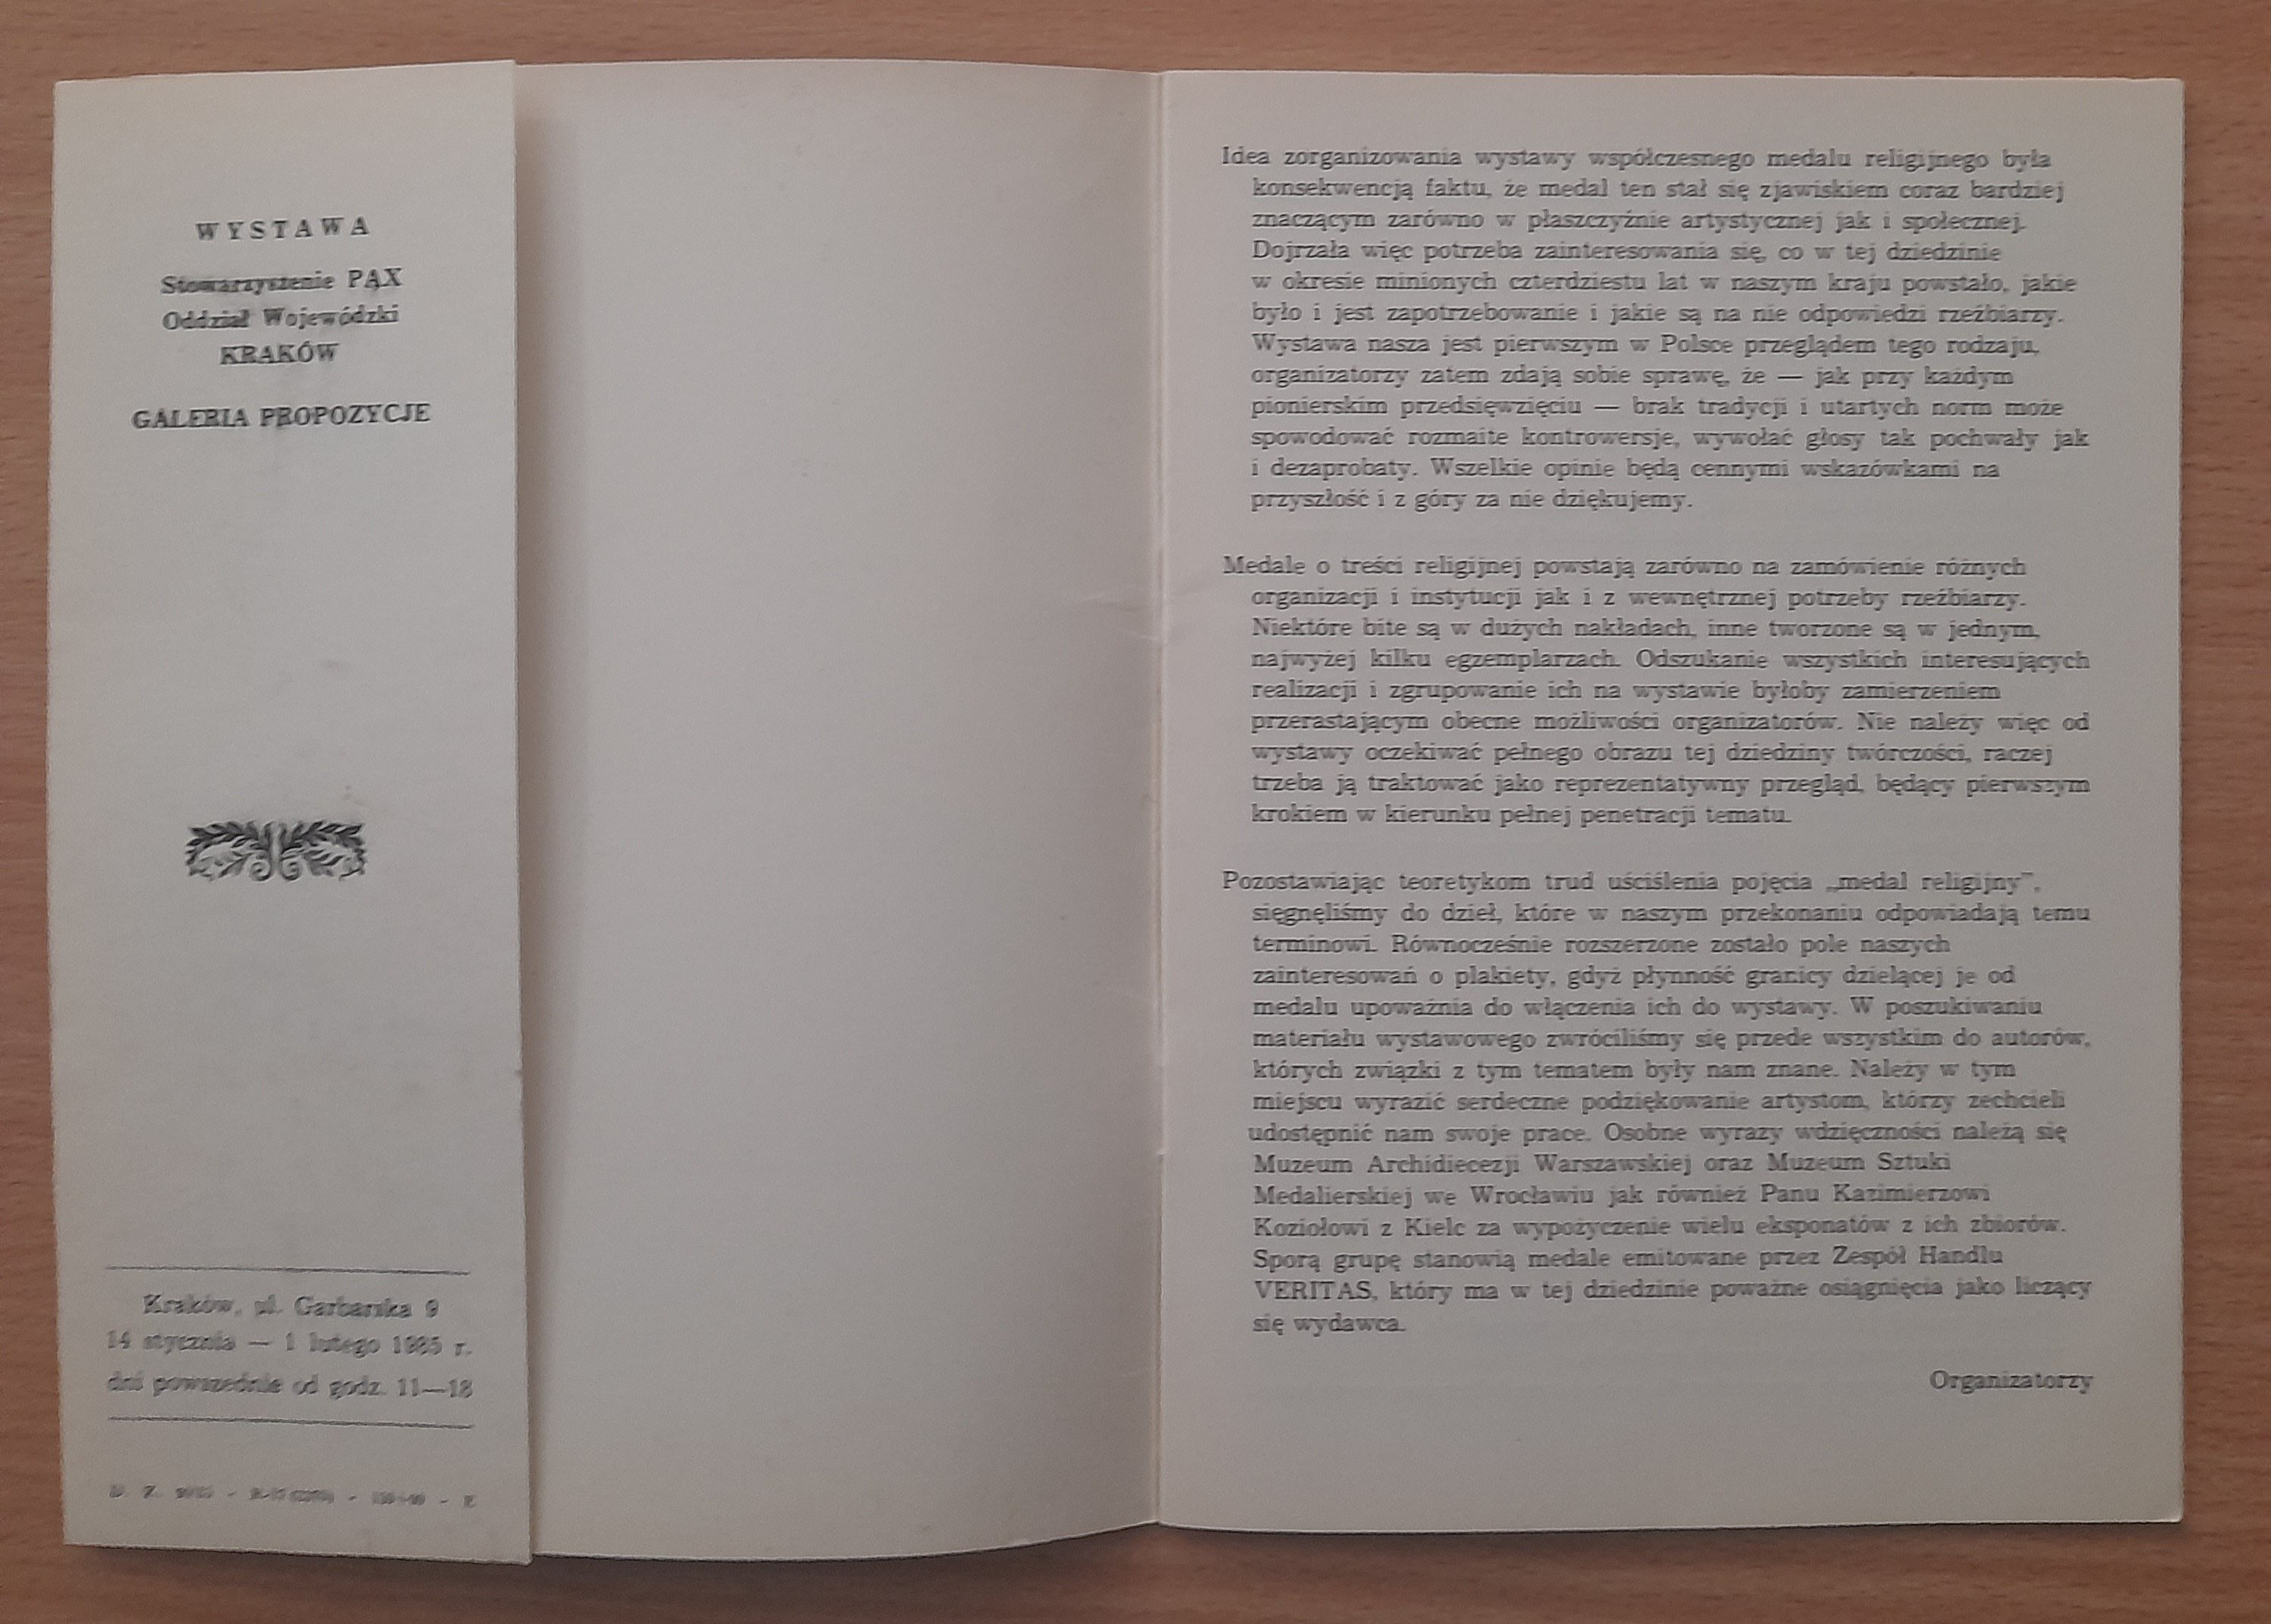 WYSTAWA
Stowarzyszenie PAX
Oddział Wojewódzki
KRAKÓW
GALERIA PROPOZYCJE
Kraków, ul. Garbarska 9
14 stycznia — 1 lutego 1985 r.
dni powszednie od godz. 11—18
Idea zorganizowania wystawy współczesnego medalu religijnego była
konsekwencją faktu, że medal ten stał się zjawiskiem coraz bardziej
znaczącym zarówno w płaszczyźnie artystycznej jak i społecznej.
Dojrzała więc potrzeba zainteresowania się, co w tej dziedzinie
w okresie minionych czterdziestu lat w naszym kraju powstało, jakie
było i jest zapotrzebowanie i jakie są na nie odpowiedzi rzeźbiarzy.
Wystawa nasza jest pierwszym w Polsce przeglądem tego rodzaju,
organizatorzy zatem zdają sobie sprawę, że — jak przy każdym
pionierskim przedsięwzięciu — brak tradycji i utartych norm może
spowodować rozmaite kontrowersje, wywołać głosy tak pochwały jak
i dezaprobaty. Wszelkie opinie będą cennymi wskazówkami na
przyszłość i z góry za nie dziękujemy.
Medale o treści religijnej powstają zarówno na zamówienie różnych
organizacji i instytucji jak i z wewnętrznej potrzeby rzeźbiarzy.
Niektóre bite są w dużych nakładach, inne tworzone są w jednym,
najwyżej kilku egzemplarzach. Odszukanie wszystkich interesujących
realizacji i zgrupowanie ich na wystawie byłoby zamierzeniem
przerastającym obecne możliwości organizatorów. Nie należy więc od
wystawy oczekiwać pełnego obrazu tej dziedziny twórczości, raczej
trzeba ją traktować jako reprezentatywny przegląd, będący pierwszym
krokiem w kierunku pełnej penetracji tematu.
Pozostawiając teoretykom trud uściślenia pojęcia „medal religijny",
sięgnęliśmy do dzieł, które w naszym przekonaniu odpowiadają temu
terminowi. Równocześnie rozszerzone zostało pole naszych
zainteresowań o plakiety, gdyż płynność granicy dzielącej je od
medalu upoważnia do włączenia ich do wystawy. W poszukiwaniu
materiału wystawowego zwróciliśmy się przede wszystkim do autorów,
których związki z tym tematem były nam znane. Należy w tym
miejscu wyrazić serdeczne podziękowanie artystom, którzy zechcieli
udostępnić nam swoje prace. Osobne wyrazy wdzięczności należą się
Muzeum Archidiecezji Warszawskiej oraz Muzeum Sztuki
Medalierskiej we Wrocławiu jak również Panu Kazimierzowi
Koziołowi z Kielc za wypożyczenie wielu eksponatów z ich zbiorów.
Sporą grupę stanowią medale emitowane przez Zespół Handlu
VERITAS, który ma w tej dziedzinie poważne osiągnięcia jako liczący
się wydawca.
Organizatorzy